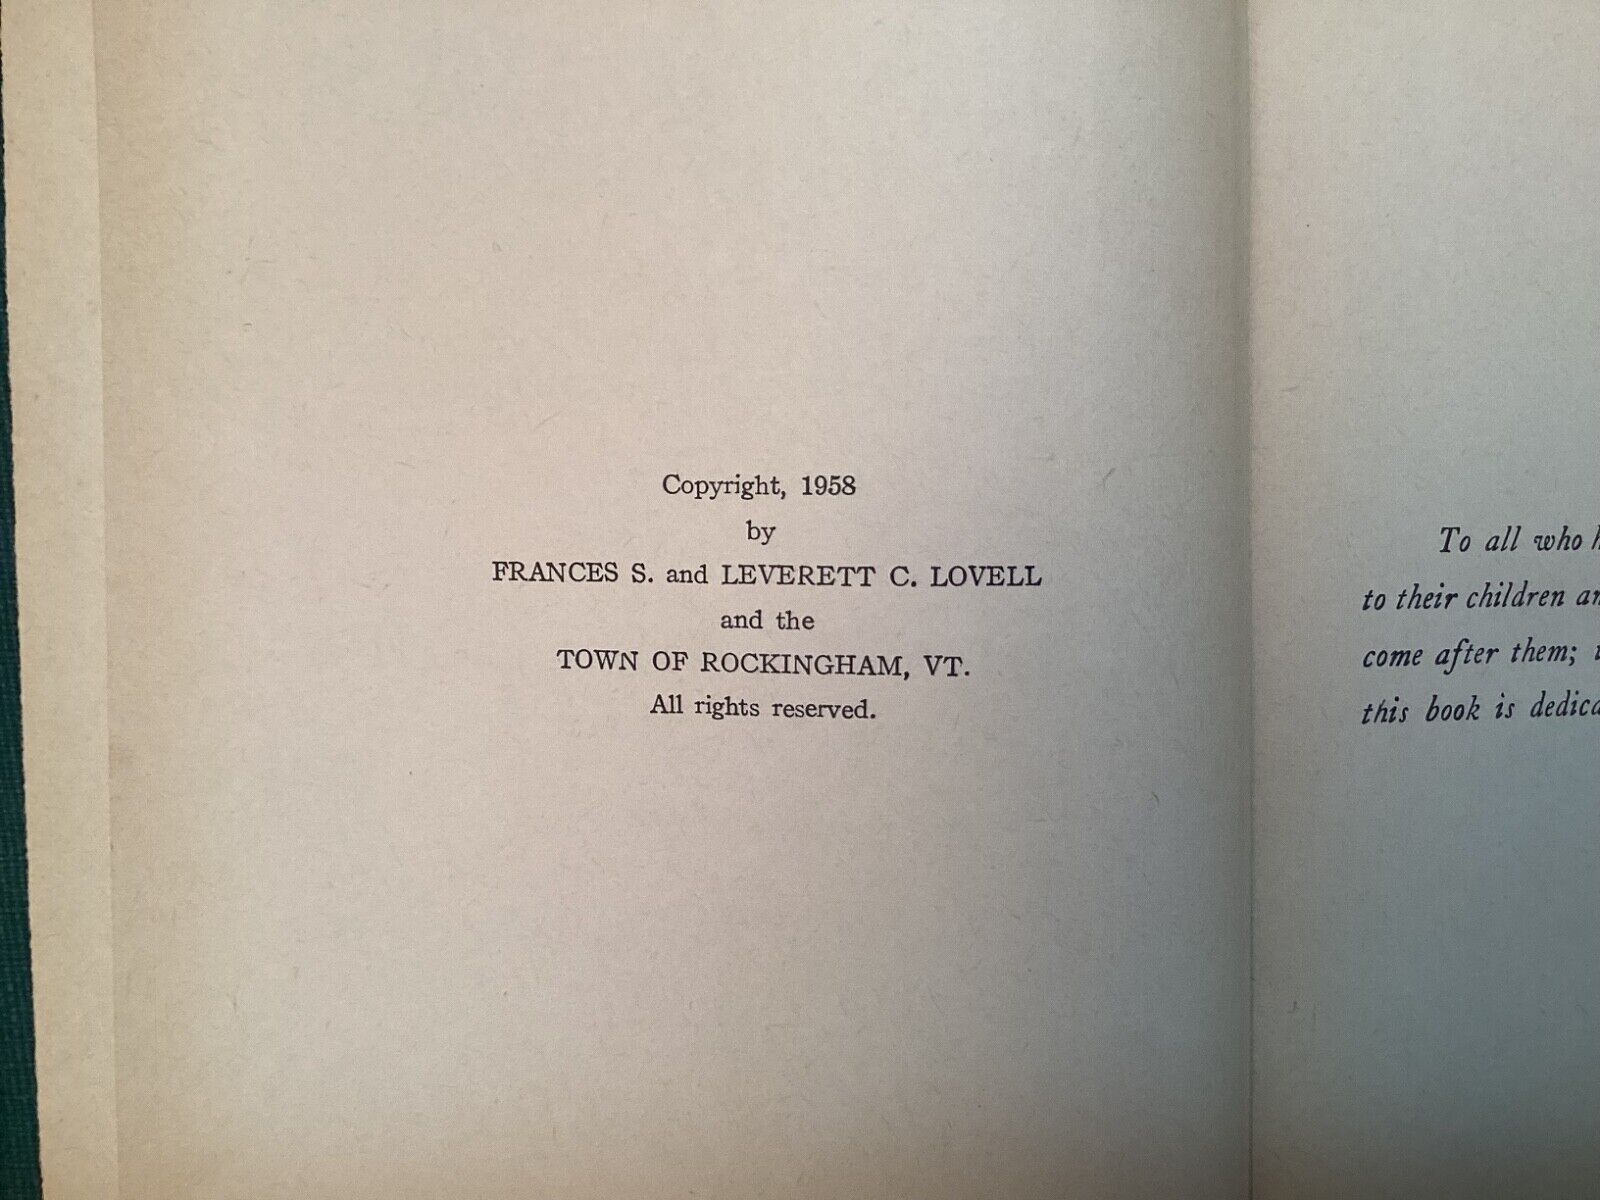 Copyright, 1958
by
FRANCES S. and LEVERETT C. LOVELL
and the
TOWN OF ROCKINGHAM, VT.
All rights reserved.
To all who
to their children
come after them;
this book is